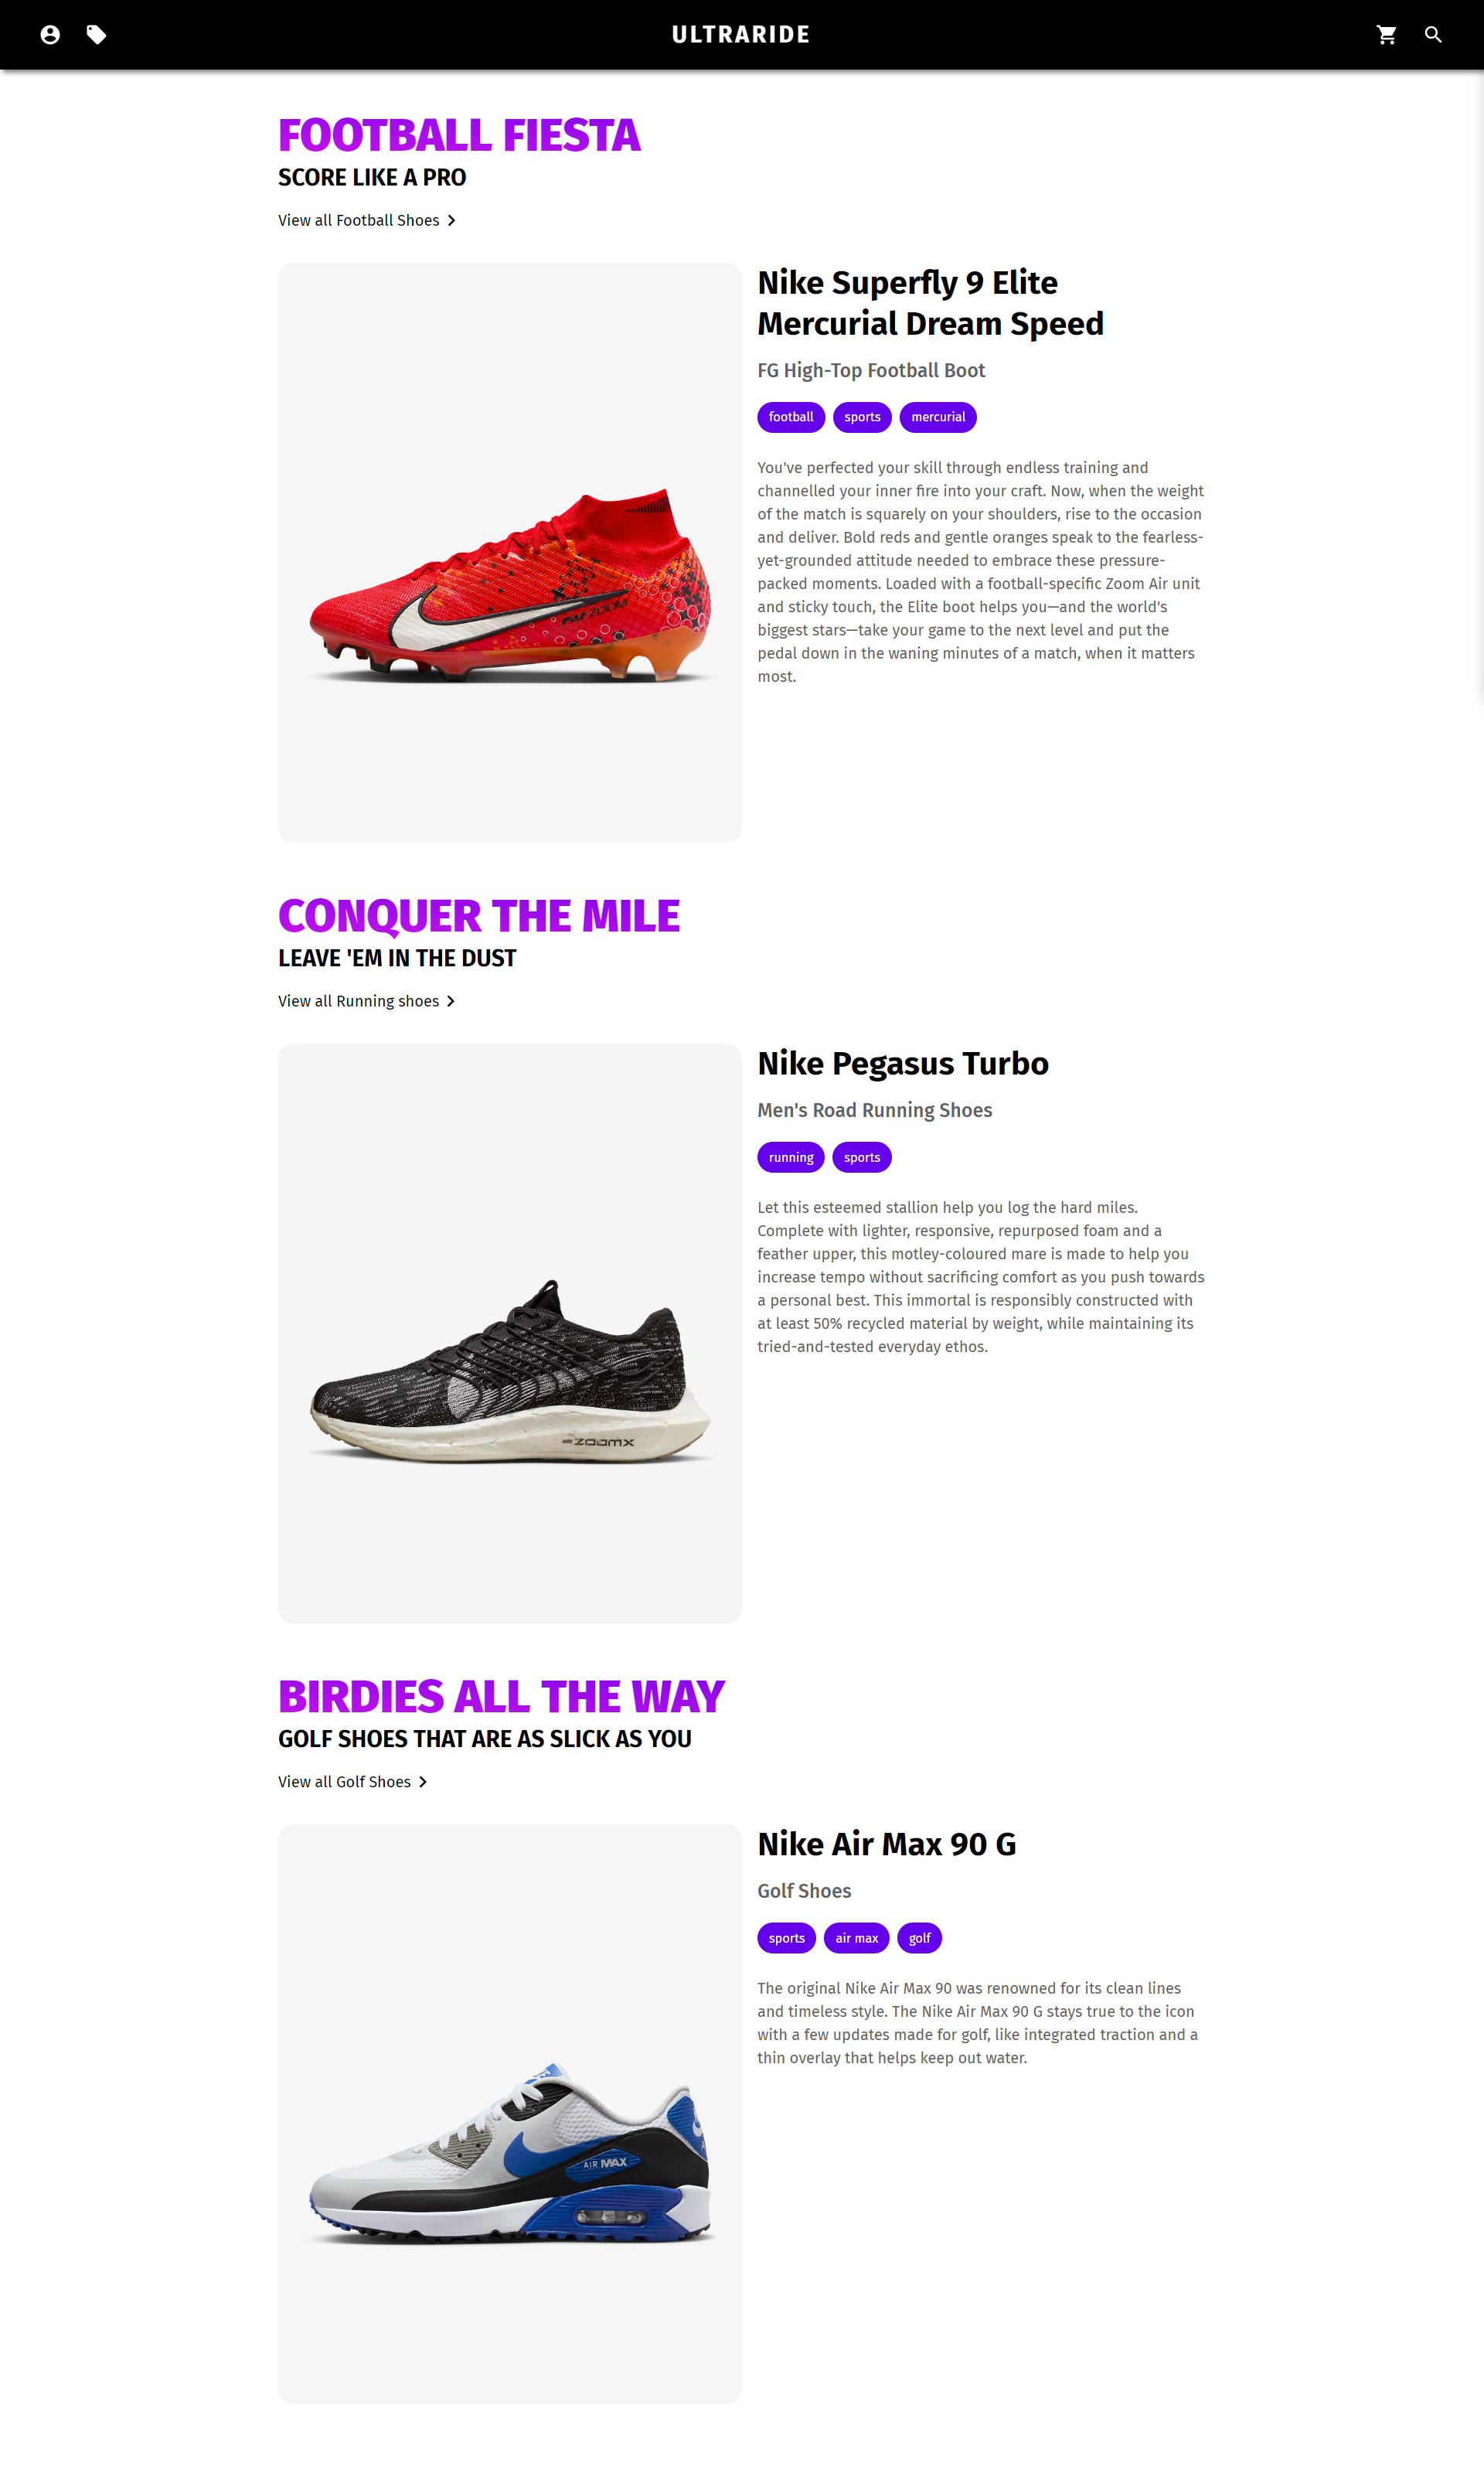 ULTRARIDE
FOOTBALL FIESTA
SCORE LIKE A PRO
View all Football Shoes
Nike Superfly 9 Elite
Mercurial Dream Speed
FG High-Top Football Boot
football sports mercurial
You've perfected your skill through endless training and
channelled your inner fire into your craft. Now, when the weight
of the match is squarely on your shoulders, rise to the occasion
and deliver. Bold reds and gentle oranges speak to the fearless-
yet-grounded attitude needed to embrace these pressure-
packed moments. Loaded with a football-specific Zoom Air unit
and sticky touch, the Elite boot helps you—and the world's
biggest stars—take your game to the next level and put the
pedal down in the waning minutes of a match, when it matters
most.
CONQUER THE MILE
LEAVE 'EM IN THE DUST
View all Running shoes
ZOOMX
Nike Pegasus Turbo
Men's Road Running Shoes
running sports
Let this esteemed stallion help you log the hard miles.
Complete with lighter, responsive, repurposed foam and a
feather upper, this motley-coloured mare is made to help you
increase tempo without sacrificing comfort as you push towards
a personal best. This immortal is responsibly constructed with
at least 50% recycled material by weight, while maintaining its
tried-and-tested everyday ethos.
BIRDIES ALL THE WAY
GOLF SHOES THAT ARE AS SLICK AS YOU
View all Golf Shoes
AIR MAX
Nike Air Max 90 G
Golf Shoes
sports air max golf
The original Nike Air Max 90 was renowned for its clean lines
and timeless style. The Nike Air Max 90 G stays true to the icon
with a few updates made for golf, like integrated traction and a
thin overlay that helps keep out water.